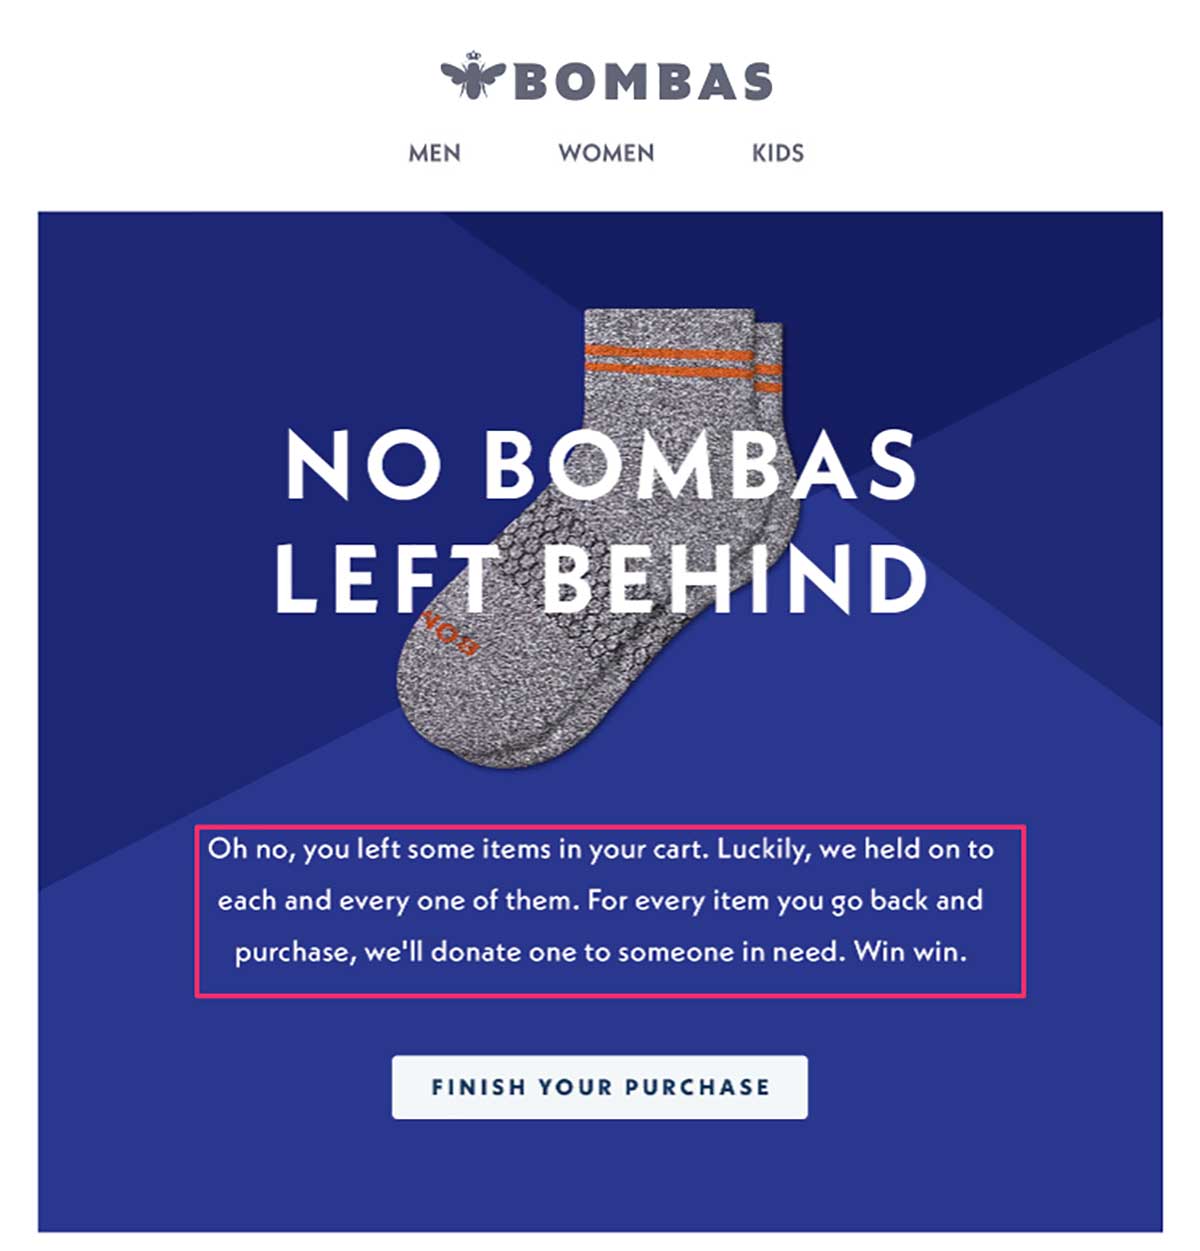 BOMBAS
MEN WOMEN KIDS
NO BOMBAS
LEFT BEHIND
Oh no, you left some items in your cart. Luckily, we held on to
each and every one of them. For every item you go back and
purchase, we'll donate one to someone in need. Win win.
FINISH YOUR PURCHASE